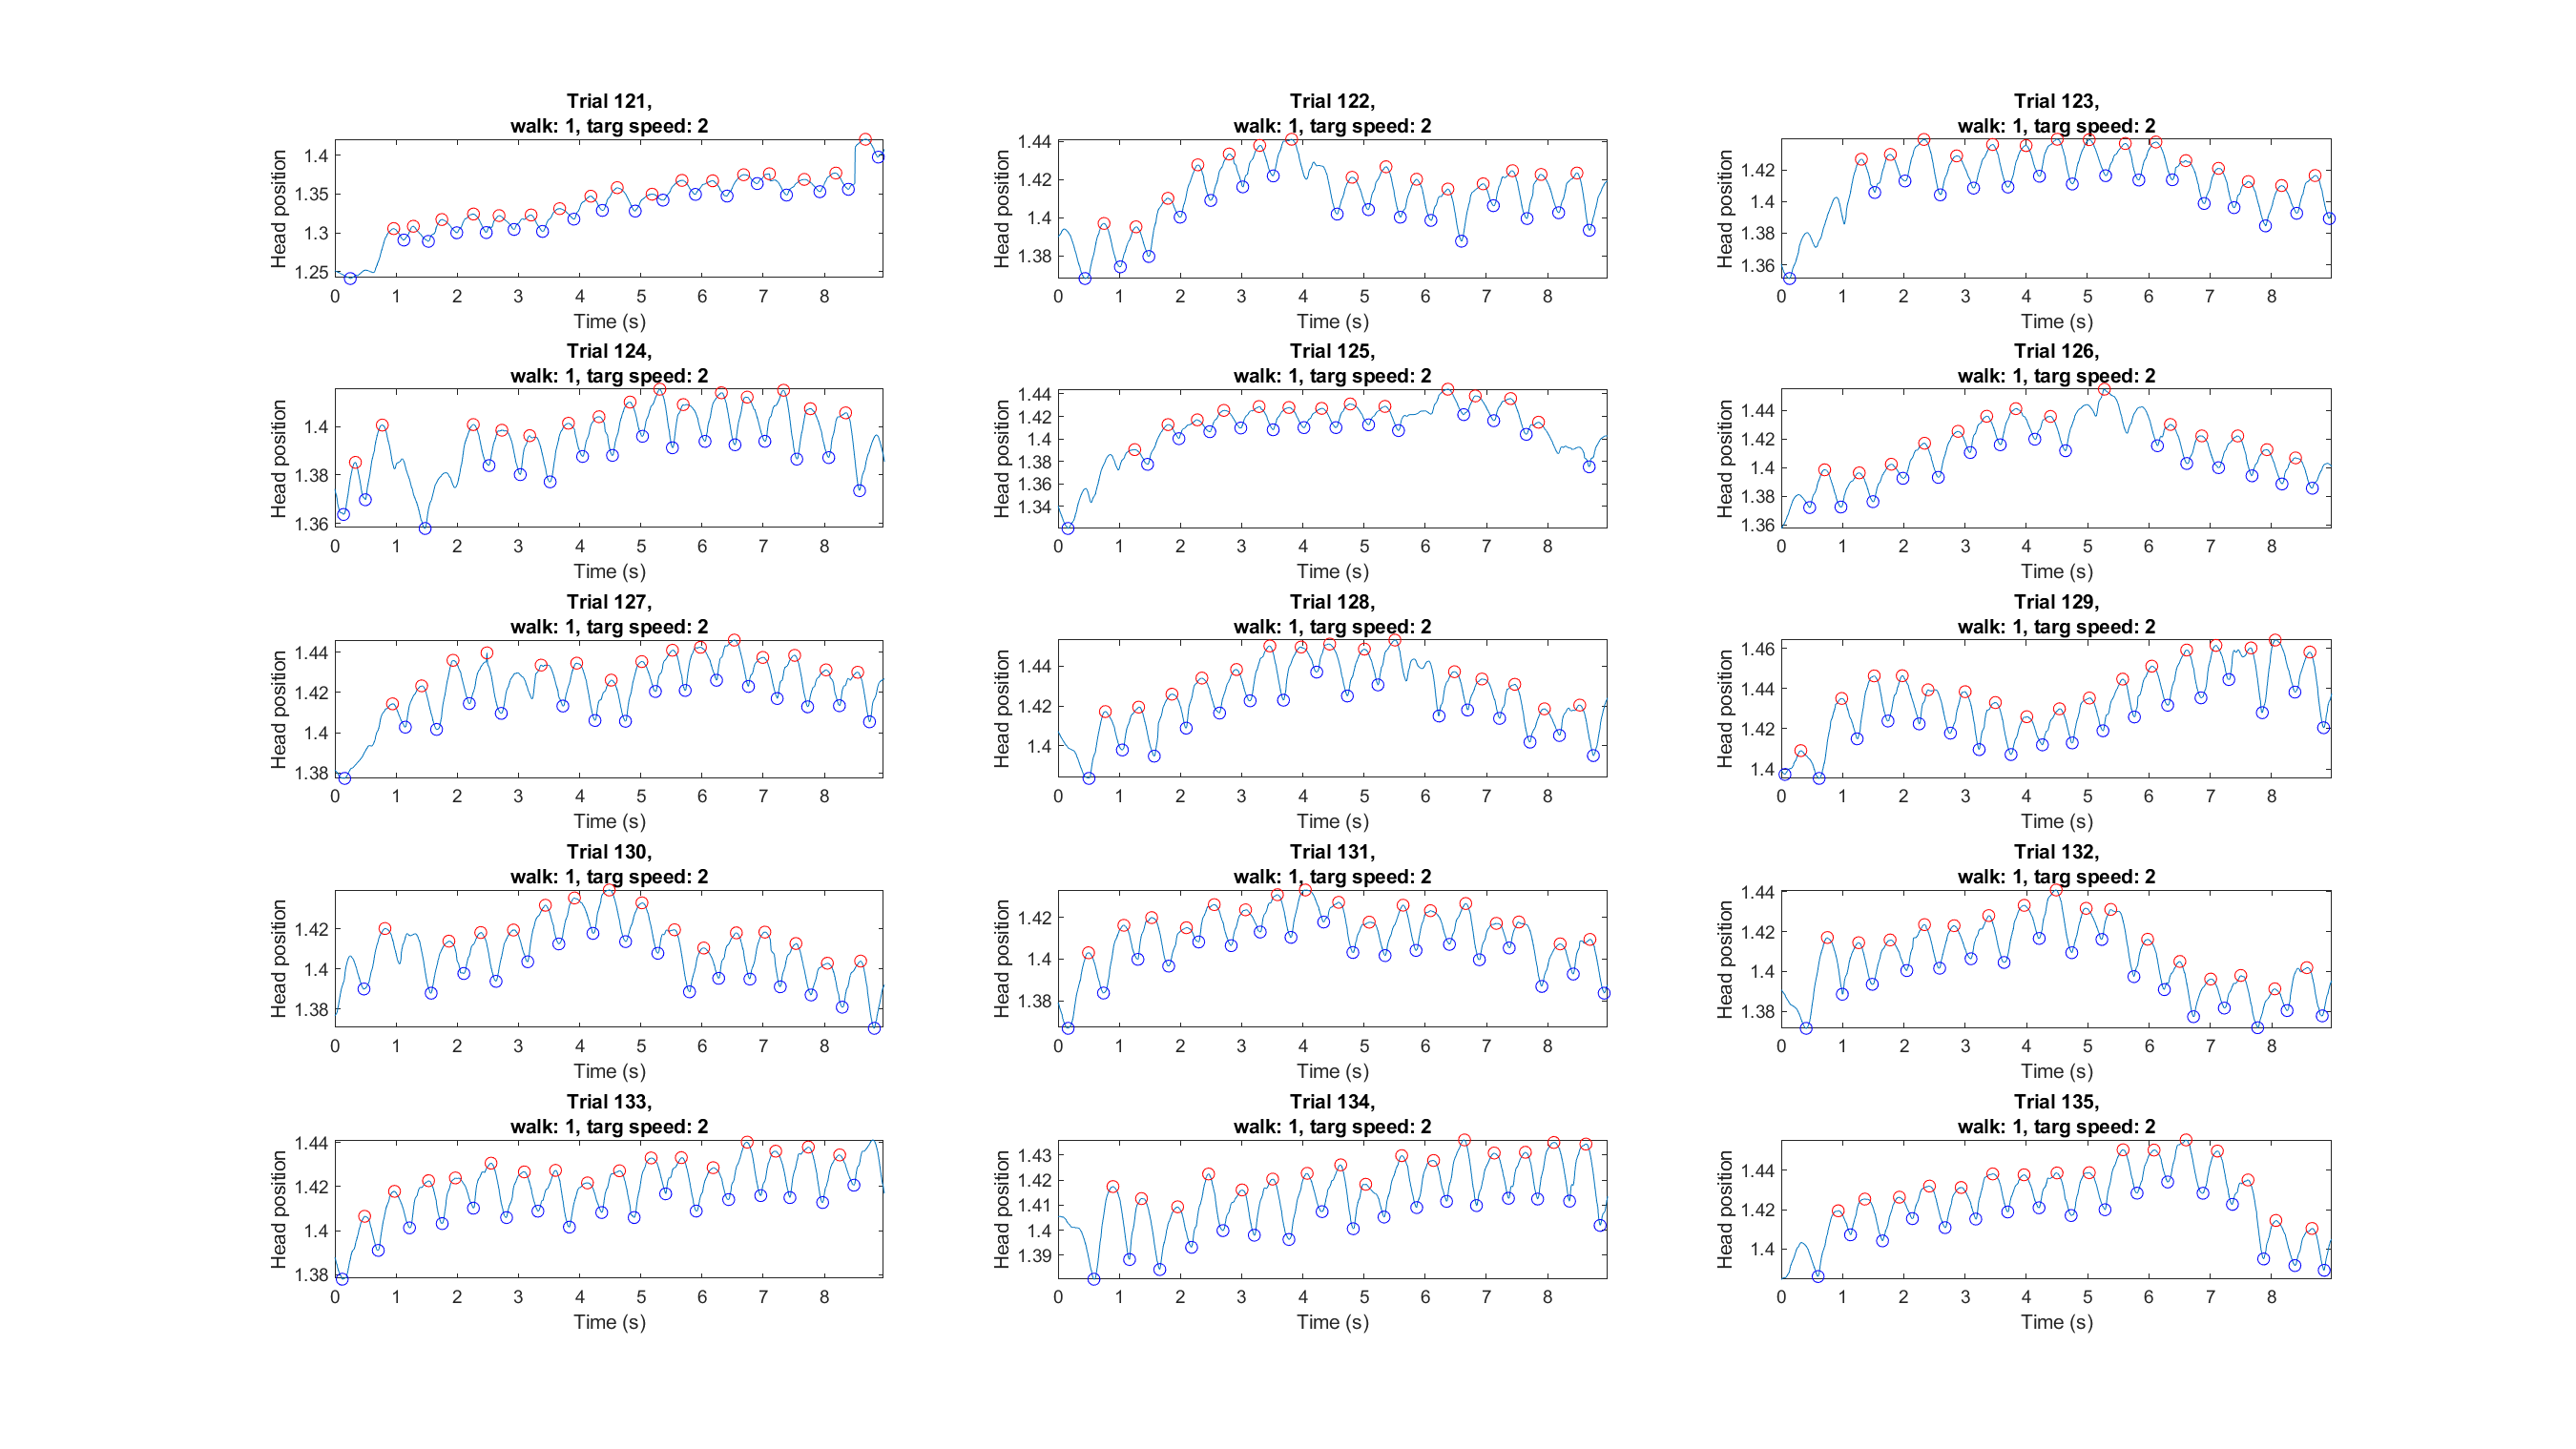 Trial 121,
walk: 1, targ speed: 2
Head position
1.4
1.35
1.3
1.25
0 1 2 3 4 5 6 7 8
Time (s)
Trial 122,
walk: 1, targ speed: 2
Head position
1.44
1.42
1.4
1.38
0 1 2 3 4 5 6 7 8
Time (s)
Trial 123,
walk: 1, targ speed: 2
Head position
1.42
1.4
1.38
1.36
0 1 2 3 4 5 6 7 8
Time (s)
Trial 124,
walk: 1, targ speed: 2
Head position
1.4
1.38
1.36
0 1 2 3 4 5 6 7 8
Time (s)
Trial 125,
walk: 1, targ speed: 2
Head position
1.44
1.42
1.4
1.38
1.36
1.34
0 1 2 3 4 5 6 7 8
Time (s)
Trial 126,
walk: 1, targ speed: 2
Head position
1.44
1.42
1.4
1.38
1.36
0 1 2 3 4 5 6 7 8
Time (s)
Trial 127,
walk: 1, targ speed: 2
Head position
1.44
1.42
1.4
1.38
0 1 2 3 4 5 6 7 8
Time (s)
Trial 128,
walk: 1, targ speed: 2
Head position
1.44
1.42
1.4
0 1 2 3 4 5 6 7 8
Time (s)
Trial 129,
walk: 1, targ speed: 2
Head position
1.46
1.44
1.42
1.4
0 1 2 3 4 5 6 7 8
Time (s)
Trial 130,
walk: 1, targ speed: 2
Head position
1.42
1.4
1.38
0 1 2 3 4 5 6 7 8
Time (s)
Trial 131,
walk: 1, targ speed: 2
Head position
1.42
1.4
1.38
0 1 2 3 4 5 6 7 8
Time (s)
Trial 132,
walk: 1, targ speed: 2
Head position
1.44
1.42
1.4
1.38
0 1 2 3 4 5 6 7 8
Time (s)
Trial 133,
walk: 1, targ speed: 2
Head position
1.44
1.42
1.4
1.38
0 1 2 3 4 5 6 7 8
Time (s)
Trial 134,
walk: 1, targ speed: 2
Head position
1.43
1.42
1.41
1.4
1.39
0 1 2 3 4 5 6 7 8
Time (s)
Trial 135,
walk: 1, targ speed: 2
Head position
1.44
1.42
1.4
0 1 2 3 4 5 6 7 8
Time (s)